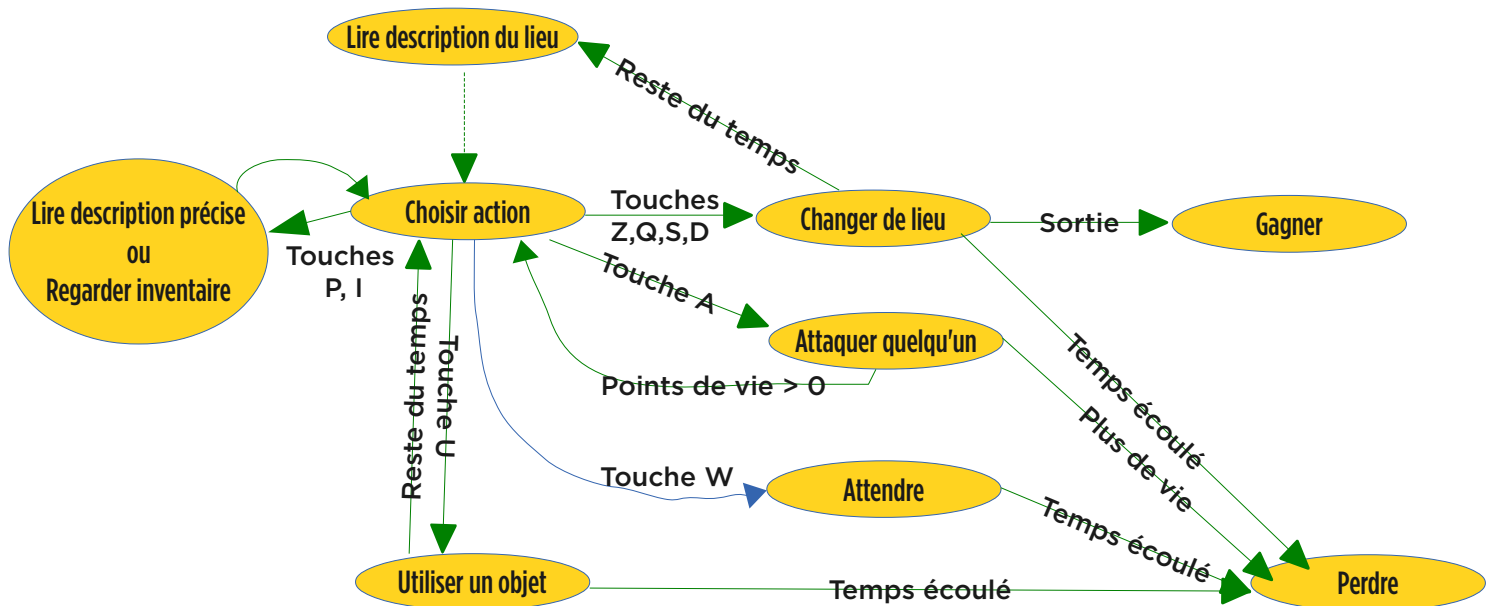 Lire description du lieu
Reste du temps
Lire description précise
ou
Regarder inventaire
Choisir action
Touches
Z,Q,S,D
Changer de lieu
Sortie
Gagner
Touches
P, I
Touche A
Attaquer quelqu'un
Reste du temps
Touche U
Points de vie > 0
Temps écoulé
Plus de vie
Touche W
Attendre
Temps écoulé
Utiliser un objet
Temps écoulé
Perdre